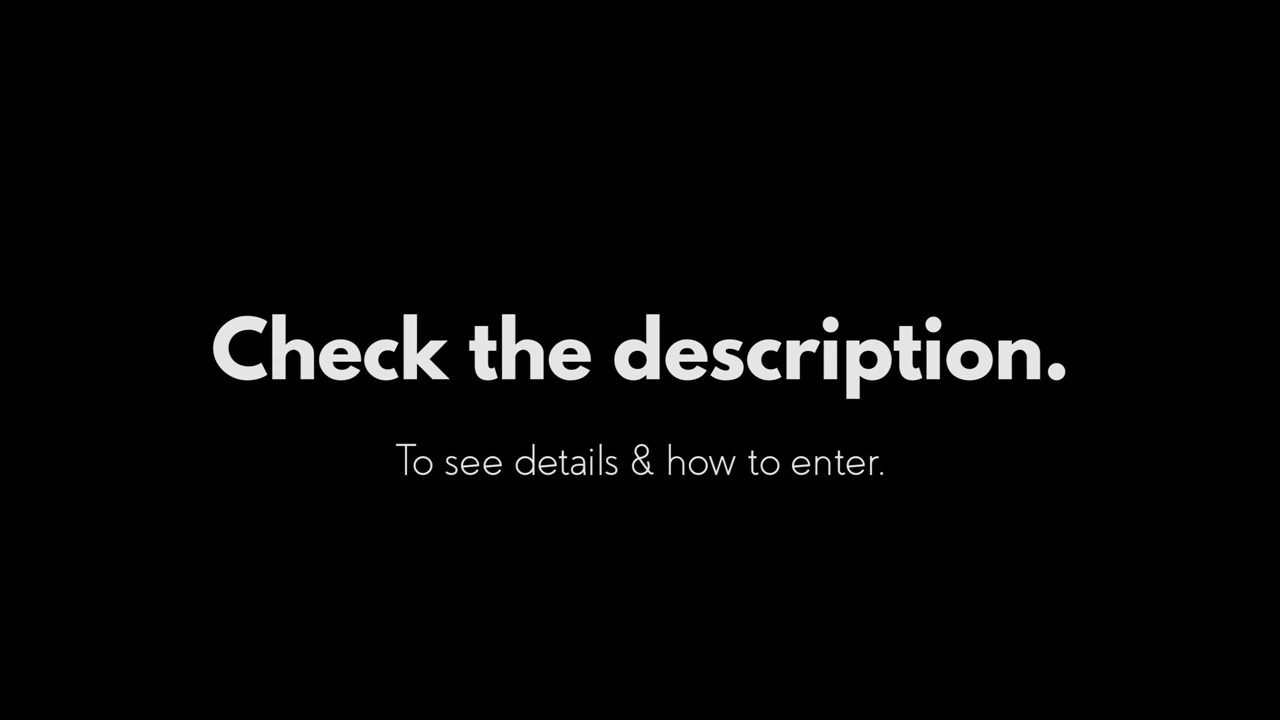 Check the description.
To see details & how to enter.